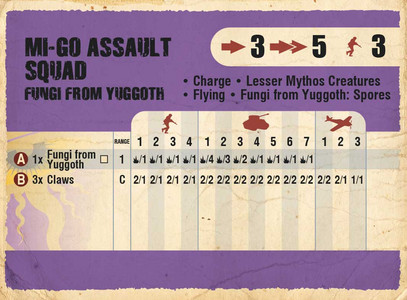 MI-GO ASSAULT
SQUAD
FUNGI FROM YUGGOTH
3 5 3
• Charge • Lesser Mythos Creatures
• Flying • Fungi from Yuggoth: Spores
RANGE 1 2 3 4 1 2 3 4 5 6 7 1 2 3
A 1x Fungi from Yuggoth 1 /1 /1 /1 /1 /4 /3 /2 /1 /1 /1 /1
B 3x Claws C 2/1 2/1 2/1 2/1 2/2 2/2 2/2 2/2 2/2 2/2 2/2 2/2 2/1 1/1